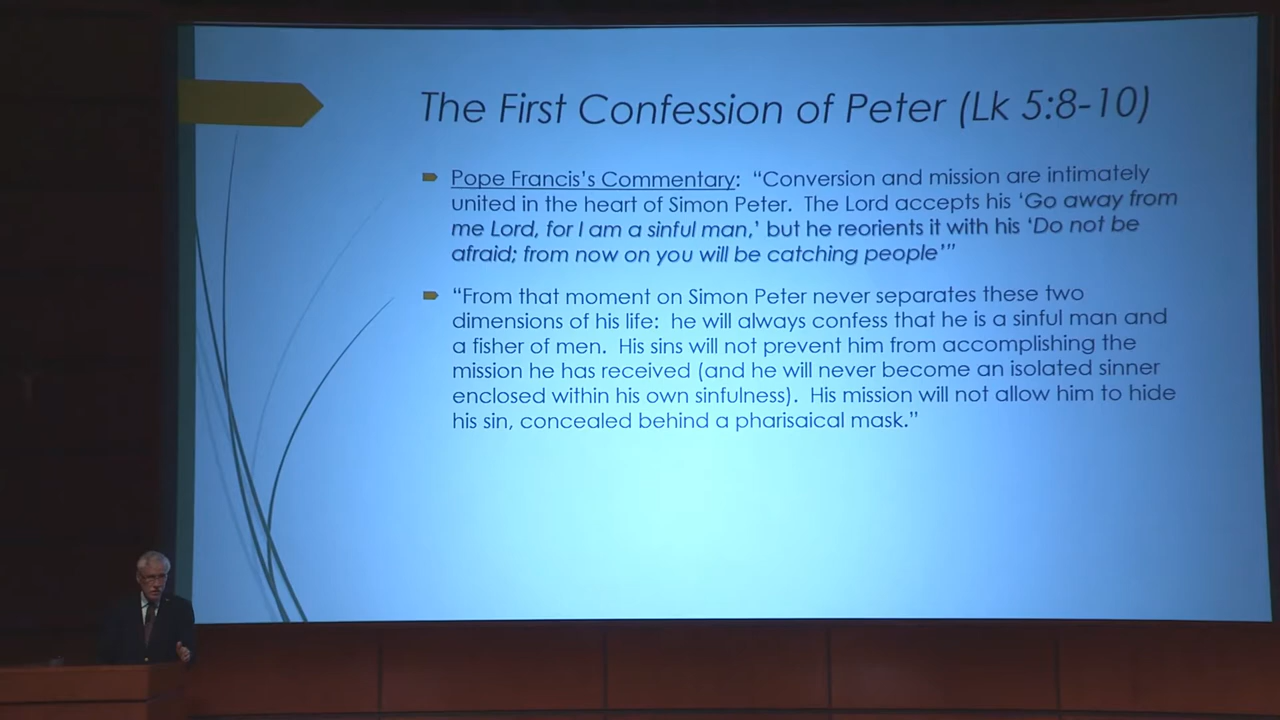 The First Confession of Peter (Lk 5:8-10)
Pope Francis's Commentary: “Conversion and mission are intimately
united in the heart of Simon Peter. The Lord accepts his ‘Go away from
me Lord, for I am a sinful man,’ but he reorients it with his ‘Do not be
afraid; from now on you will be catching people’”
“From that moment on Simon Peter never separates these two
dimensions of his life: he will always confess that he is a sinful man and
a fisher of men. His sins will not prevent him from accomplishing the
mission he has received (and he will never become an isolated sinner
enclosed within his own sinfulness). His mission will not allow him to hide
his sin, concealed behind a pharisaical mask.”